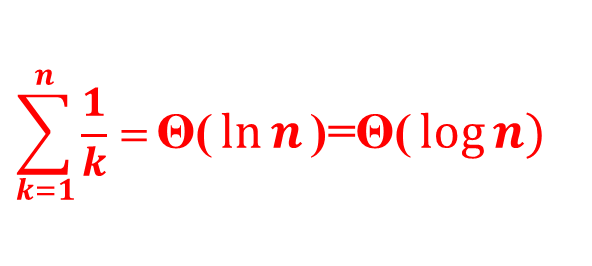 ∑_{k=1}^{n} 1/k = Θ( ln n )=Θ( log n)